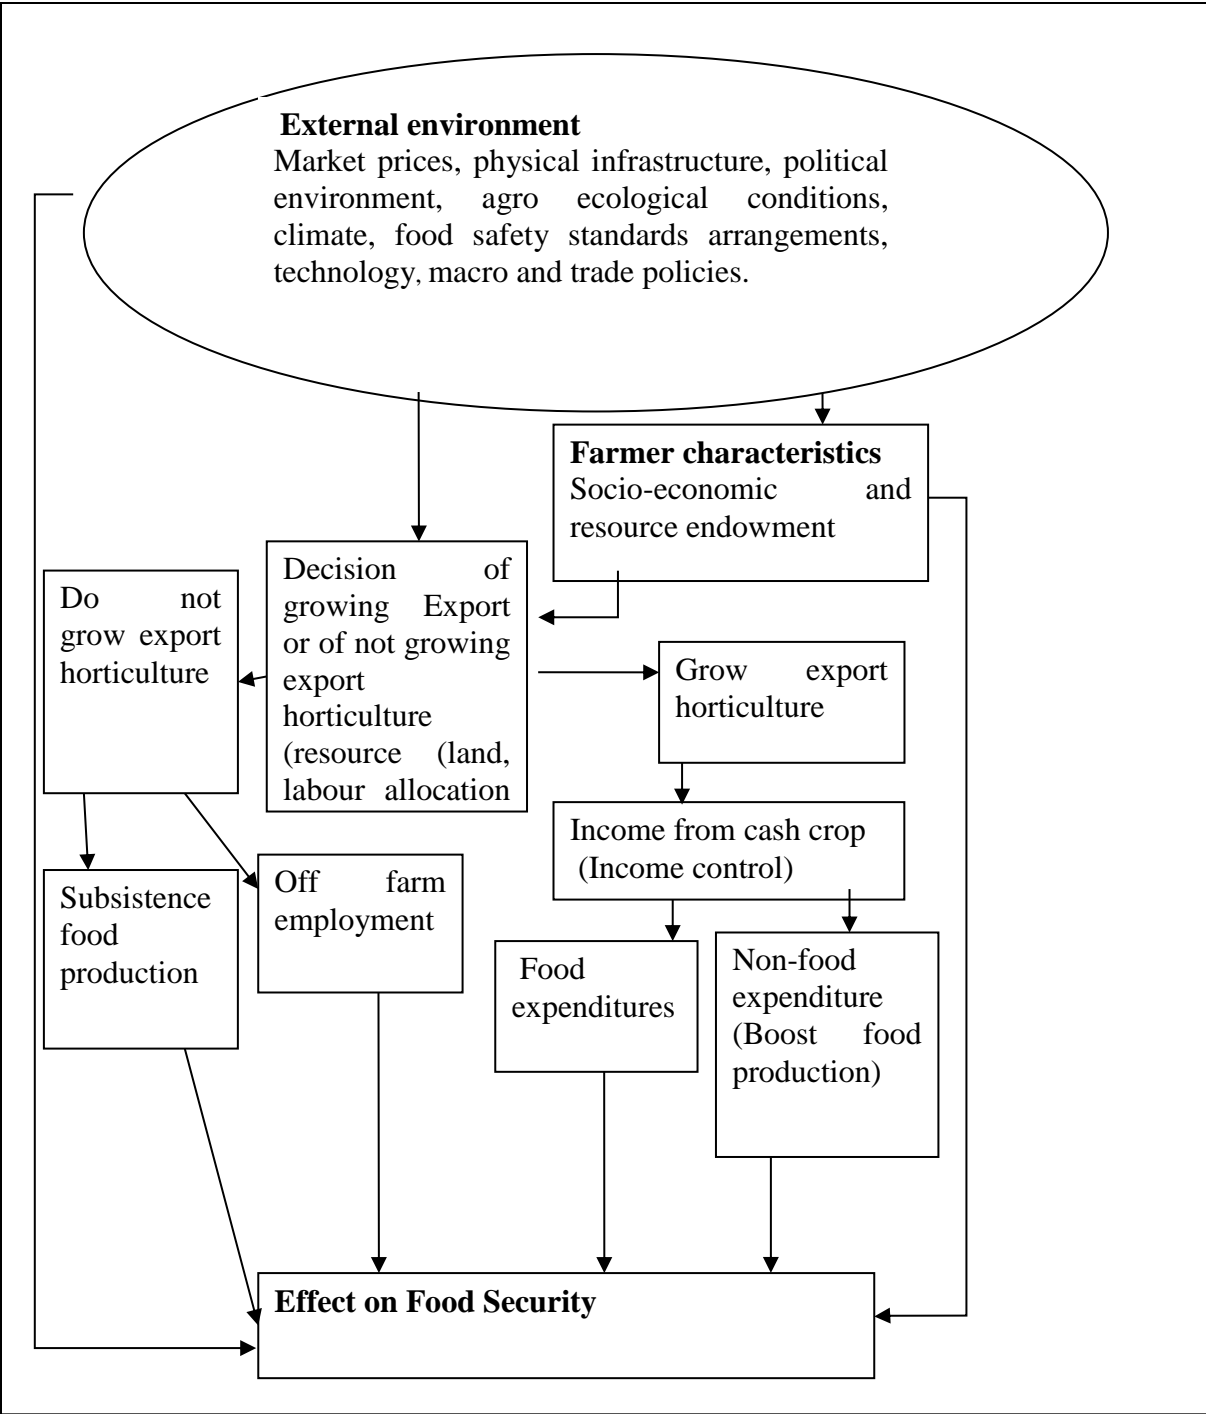 External environment
Market prices, physical infrastructure, political
environment, agro ecological conditions,
climate, food safety standards arrangements,
technology, macro and trade policies.
Farmer characteristics
Socio-economic and
resource endowment
Decision of
growing Export
or of not growing
export
horticulture
(resource (land,
labour allocation
Do not
grow export
horticulture
Grow export
horticulture
Income from cash crop
(Income control)
Subsistence
food
production
Off farm
employment
Food
expenditures
Non-food
expenditure
(Boost food
production)
Effect on Food Security